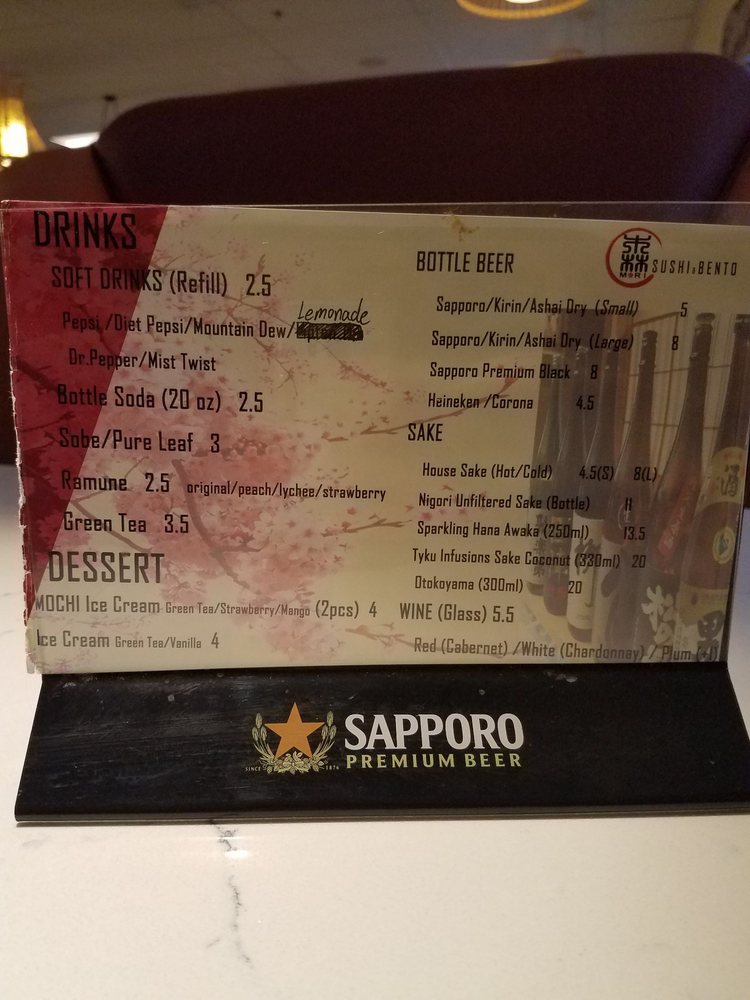 DRINKS
SOFT DRINKS (Refill) 2.5
Lemonade
Pepsi /Diet Pepsi/Mountain Dew/
Dr.Pepper/Mist Twist
Bottle Soda (20 oz) 2.5
Sobe/Pure Leaf 3
Ramune 2.5 original/peach/lychee/strawberry
Green Tea 3.5
DESSERT
MOCHI Ice Cream Green Tea/Strawberry/Mango (2pcs) 4
Ice Cream Green Tea/Vanilla 4
MORI
SUSHI & BENTO
BOTTLE BEER
Sapporo/Kirin/Ashai Dry (Small) 5
Sapporo/Kirin/Ashai Dry (Large) 8
Sapporo Premium Black 8
Heineken /Corona 4.5
SAKE
House Sake (Hot/Cold) 4.5(S) 8(L)
Nigori Unfiltered Sake (Bottle) 11
Sparkling Hana Awaka (250ml) 13.5
Tyku Infusions Sake Coconut (330ml) 20
Otokoyama (300ml) 20
WINE (Glass) 5.5
Red (Cabernet) /White (Chardonnay) / Plum (+1)
SAPPORO
PREMIUM BEER
SINCE 1876